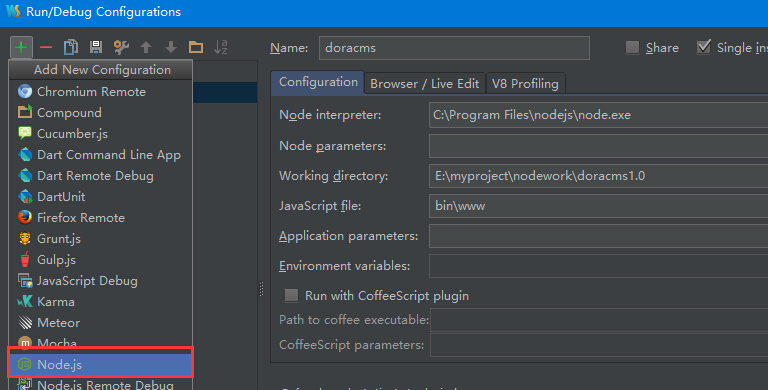 WS Run/Debug Configurations
Name: doracms
Share
Single ins
Add New Configuration
Chromium Remote
Compound
Cucumber.js
Dart Command Line App
Dart Remote Debug
DartUnit
Firefox Remote
Grunt.js
Gulp.js
JavaScript Debug
Karma
Meteor
Mocha
Node.js
Node.js Remote Debug
Configuration
Browser / Live Edit
V8 Profiling
Node interpreter: C:\Program Files\nodejs\node.exe
Node parameters:
Working directory: E:\myproject\nodework\doracms1.0
JavaScript file: bin\www
Application parameters:
Environment variables:
Run with CoffeeScript plugin
Path to coffee executable:
CoffeeScript parameters: